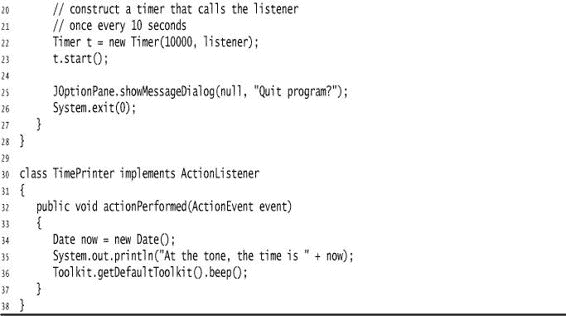 20 // construct a timer that calls the listener
21 // once every 10 seconds
22 Timer t = new Timer(10000, listener);
23 t.start();
24
25 JOptionPane.showMessageDialog(null, "Quit program?");
26 System.exit(0);
27 }
28 }
29
30 class TimePrinter implements ActionListener
31 {
32 public void actionPerformed(ActionEvent event)
33 {
34 Date now = new Date();
35 System.out.println("At the tone, the time is " + now);
36 Toolkit.getDefaultToolkit().beep();
37 }
38 }